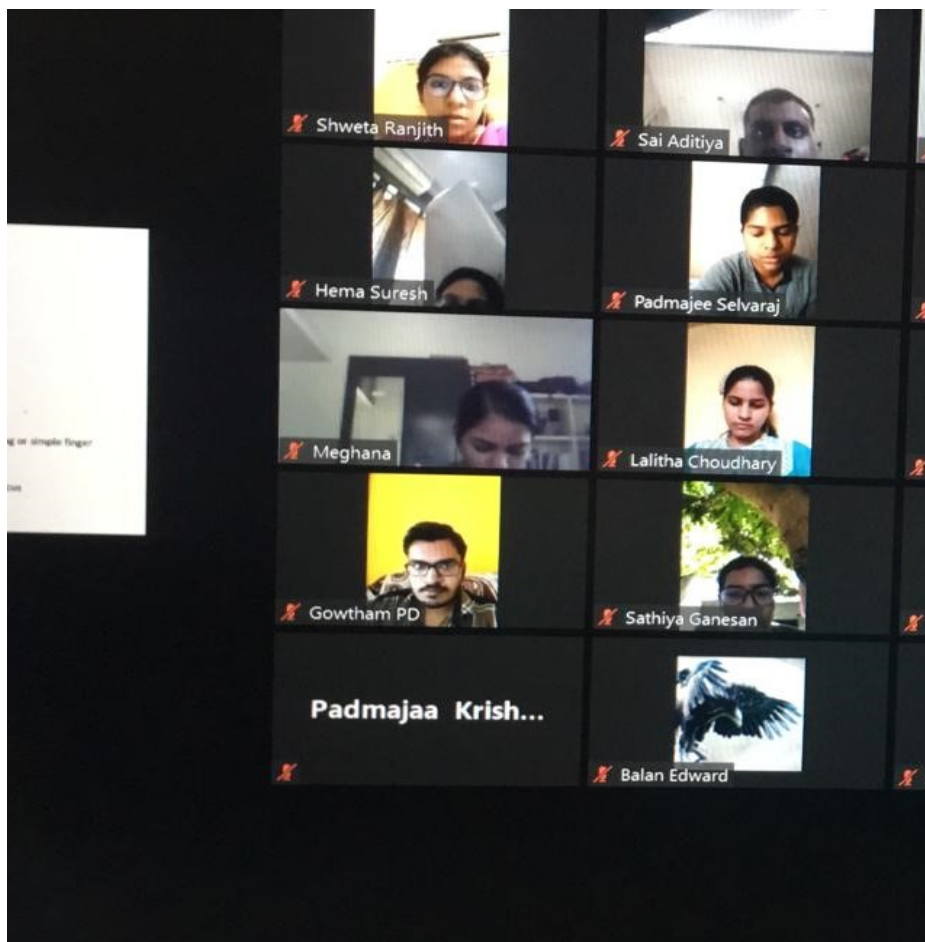 Shweta Ranjith
Sai Aditiya
Hema Suresh
Padmajee Selvaraj
g or simple finger
Meghana
Lalitha Choudhary
Gowtham PD
Sathiya Ganesan
Padmajaa Krish...
Balan Edward